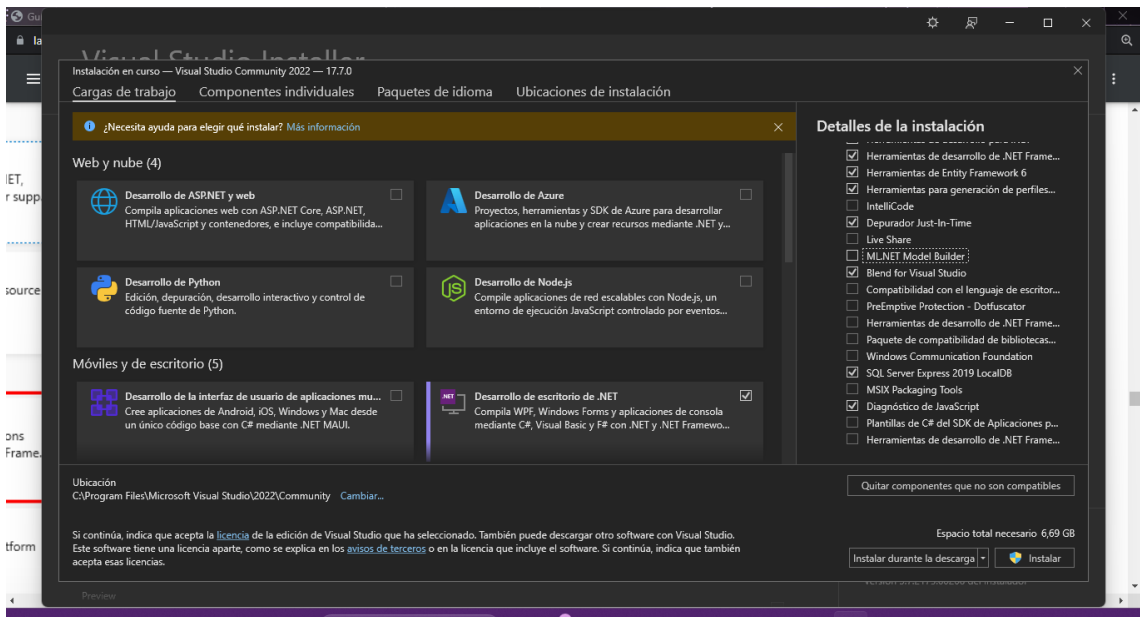 Gui
la
Visual Studio Installer
Instalación en curso — Visual Studio Community 2022 — 17.7.0
Cargas de trabajo Componentes individuales Paquetes de idioma Ubicaciones de instalación
¿Necesita ayuda para elegir qué instalar? Más información
Web y nube (4)
Desarrollo de ASP.NET y web
Compila aplicaciones web con ASP.NET Core, ASP.NET,
HTML/JavaScript y contenedores, e incluye compatibilida...
Desarrollo de Azure
Proyectos, herramientas y SDK de Azure para desarrollar
aplicaciones en la nube y crear recursos mediante .NET y...
Desarrollo de Python
Edición, depuración, desarrollo interactivo y control de
código fuente de Python.
JS
Desarrollo de Node.js
Compile aplicaciones de red escalables con Node.js, un
entorno de ejecución JavaScript controlado por eventos...
Móviles y de escritorio (5)
Desarrollo de la interfaz de usuario de aplicaciones mu...
Cree aplicaciones de Android, iOS, Windows y Mac desde
un único código base con C# mediante .NET MAUI.
.NET
Desarrollo de escritorio de .NET
Compila WPF, Windows Forms y aplicaciones de consola
mediante C#, Visual Basic y F# con .NET y .NET Framewo...
Detalles de la instalación
Herramientas de desarrollo de .NET Frame...
Herramientas de Entity Framework 6
Herramientas para generación de perfiles...
IntelliCode
Depurador Just-In-Time
Live Share
ML.NET Model Builder
Blend for Visual Studio
Compatibilidad con el lenguaje de escritor...
PreEmptive Protection - Dotfuscator
Herramientas de desarrollo de .NET Frame...
Paquete de compatibilidad de bibliotecas...
Windows Communication Foundation
SQL Server Express 2019 LocalDB
MSIX Packaging Tools
Diagnóstico de JavaScript
Plantillas de C# del SDK de Aplicaciones p...
Herramientas de desarrollo de .NET Frame...
Ubicación
C:\Program Files\Microsoft Visual Studio\2022\Community Cambiar...
Quitar componentes que no son compatibles
Si continúa, indica que acepta la licencia de la edición de Visual Studio que ha seleccionado. También puede descargar otro software con Visual Studio.
Este software tiene una licencia aparte, como se explica en los avisos de terceros o en la licencia que incluye el software. Si continúa, indica que también
acepta esas licencias.
Espacio total necesario 6,69 GB
Instalar durante la descarga
Instalar
Preview
IET,
r supp
source
ons
Frame.
tform